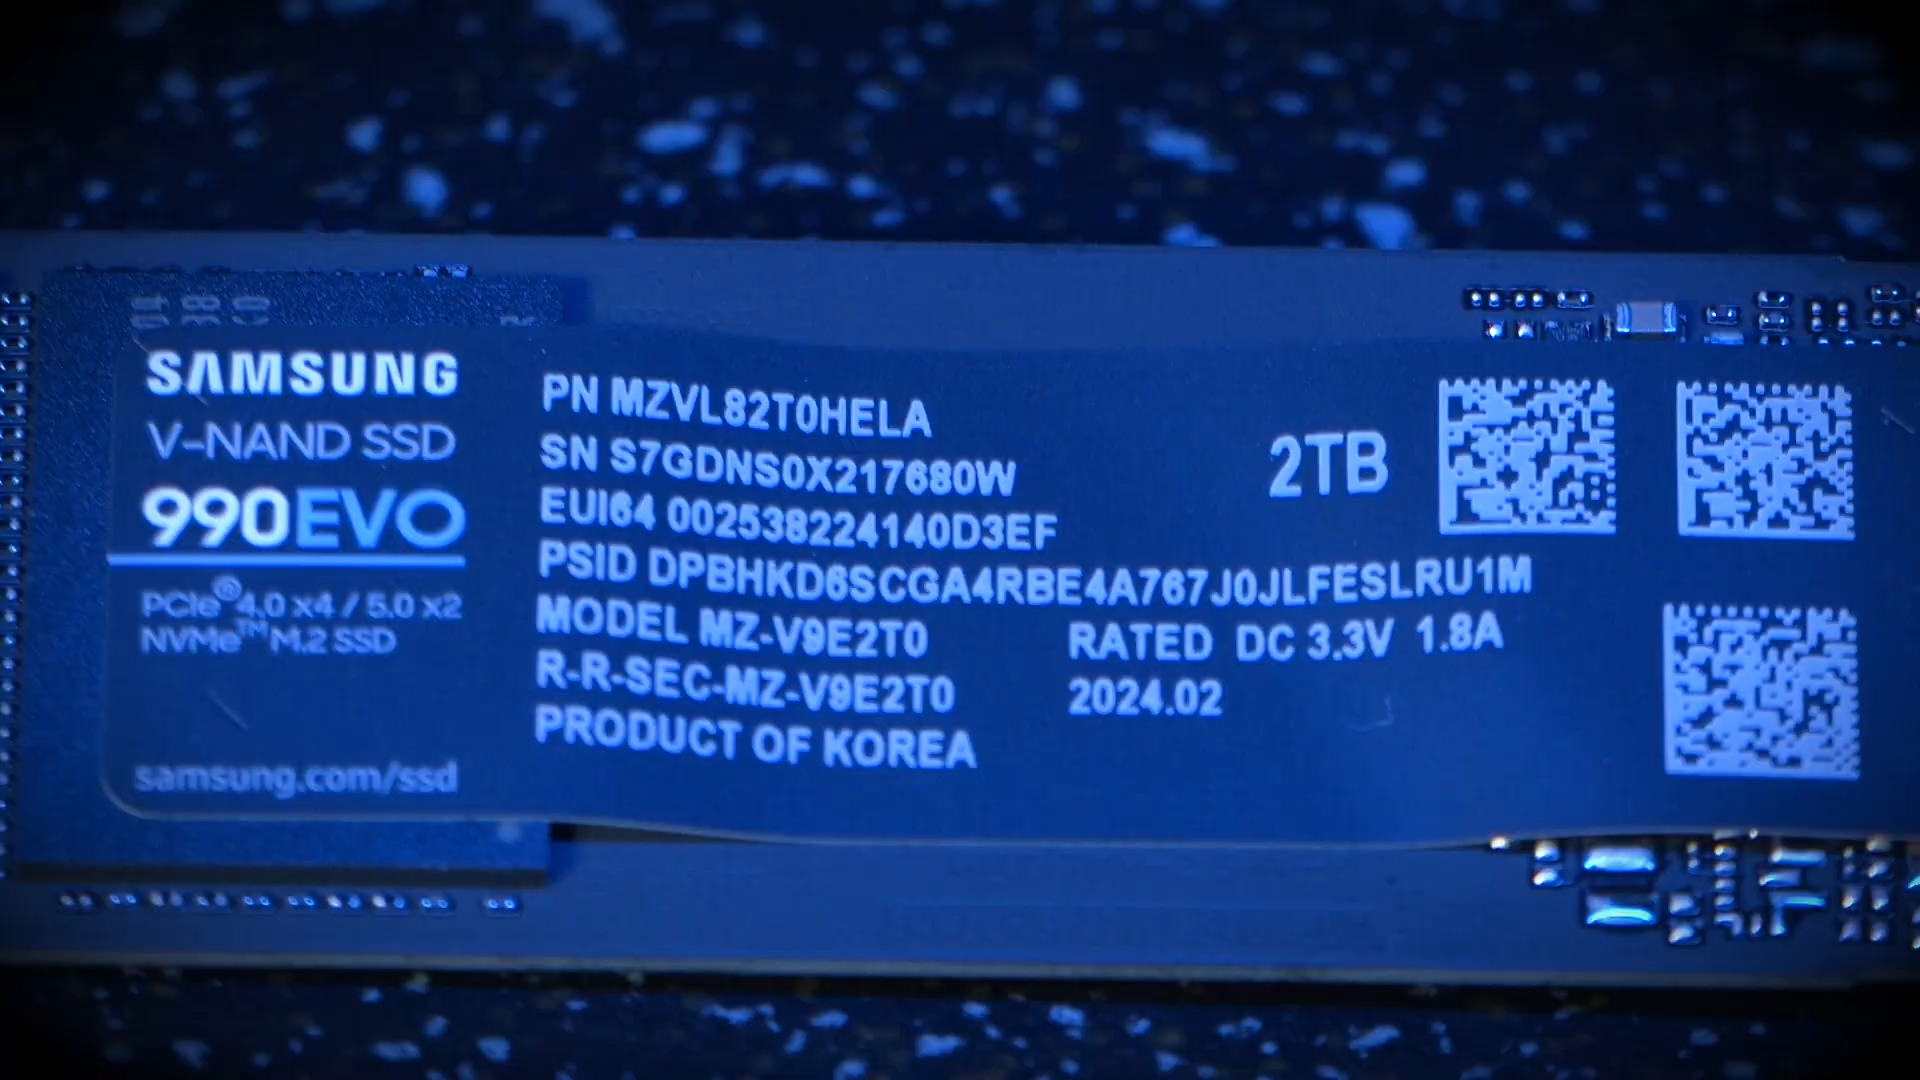 SAMSUNG
V-NAND SSD
990EVO
PCIe® 4.0 x4 / 5.0 x2
NVMe™ M.2 SSD
samsung.com/ssd
PN MZVL82T0HELA
SN S7GDNS0X217680W
EUI64 002538224140D3EF
PSID DPBHKD6SCGA4RBE4A767J0JLFESLRU1M
MODEL MZ-V9E2T0
R-R-SEC-MZ-V9E2T0
PRODUCT OF KOREA
RATED DC 3.3V 1.8A
2024.02
2TB